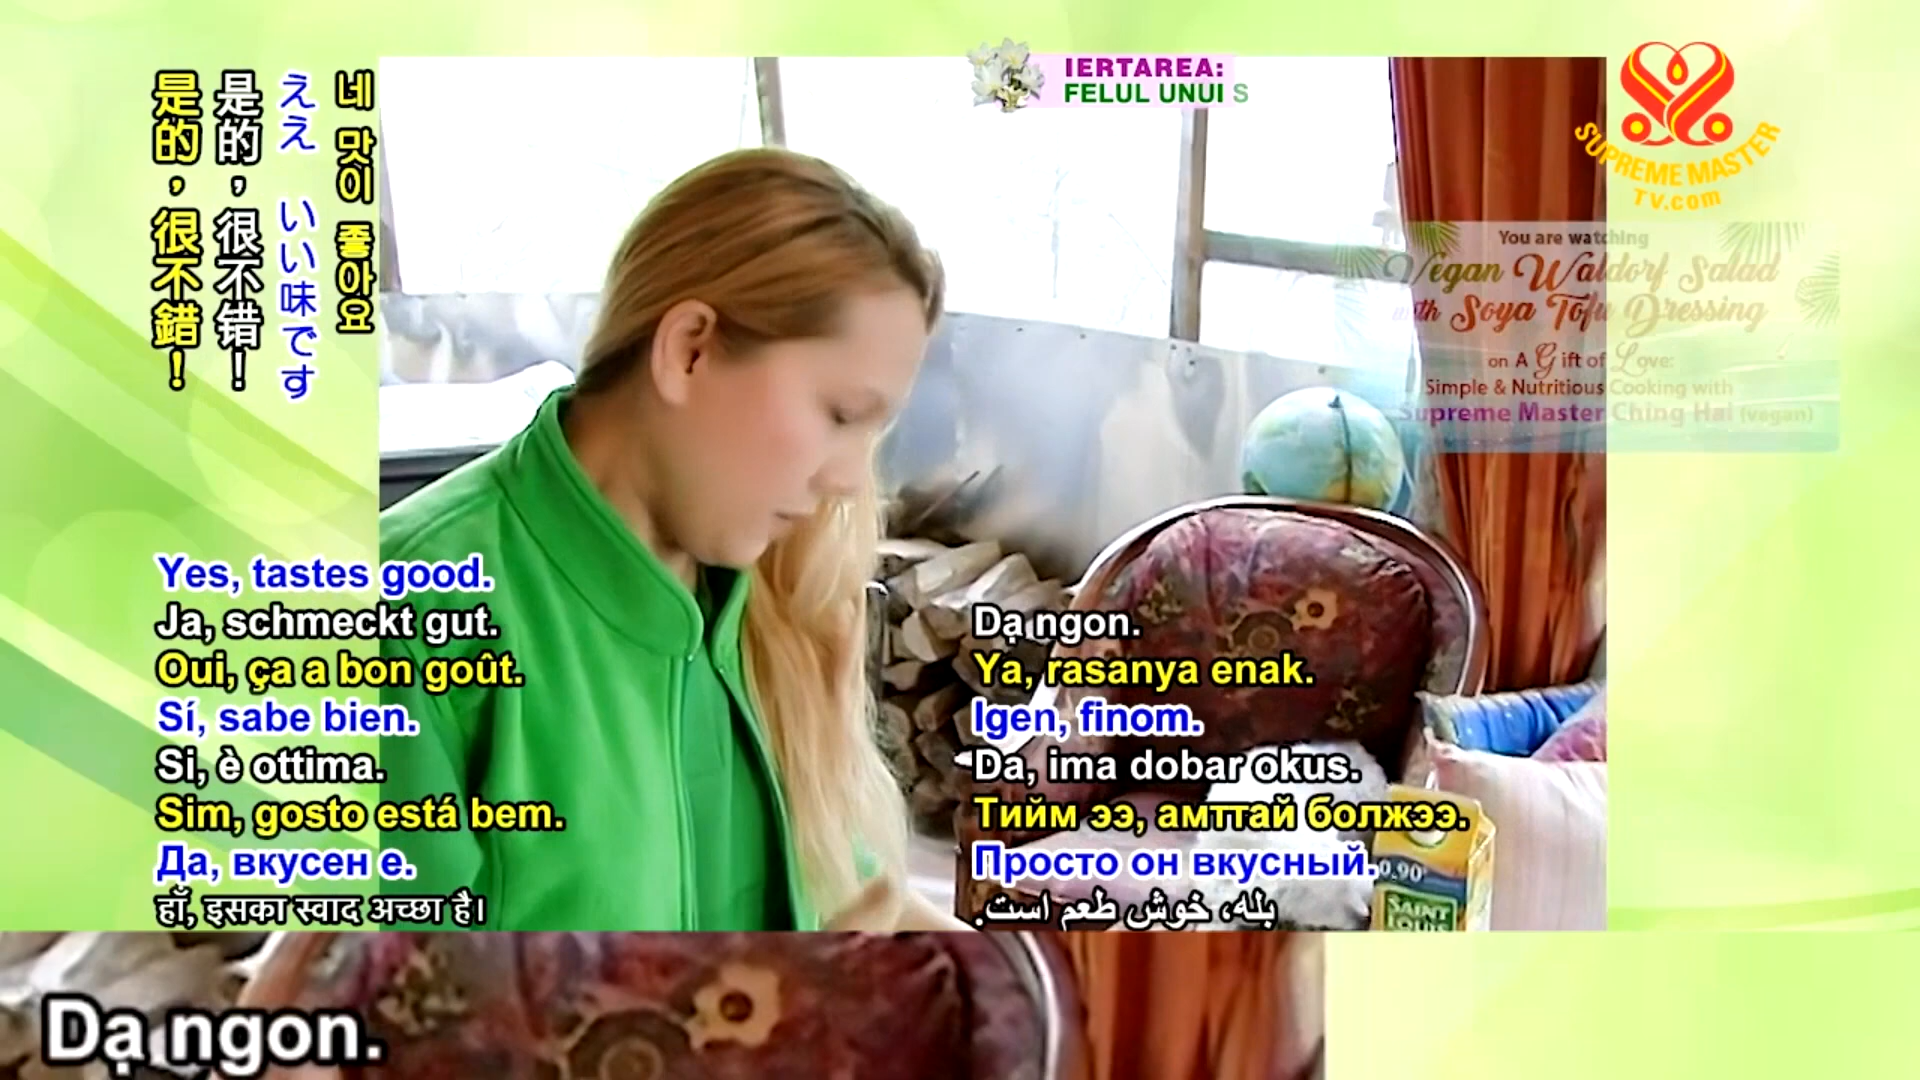 是的，很不錯！
是的，很不错！
ええ いい味です
네 맛이 좋아요
IERTAREA:
FELUL UNUI S
SUPREME MASTER
TV.com
You are watching
Vegan Waldorf Salad
with Soya Tofu Dressing
on A Gift of Love:
Simple & Nutritious Cooking with
Supreme Master Ching Hai (vegan)
Yes, tastes good.
Ja, schmeckt gut.
Oui, ça a bon goût.
Sí, sabe bien.
Si, è ottima.
Sim, gosto está bem.
Да, вкусен е.
हाँ, इसका स्वाद अच्छा है।
Dạ ngon.
Ya, rasanya enak.
Igen, finom.
Da, ima dobar okus.
Тийм ээ, амттай болжээ.
Просто он вкусный.
بله، خوش طعم است.
0.90
SAINT
LOUIS
Dạ ngon.